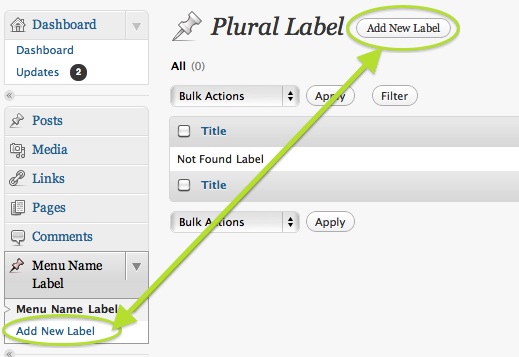 Dashboard
Dashboard
Updates 2
Posts
Media
Links
Pages
Comments
Menu Name
Label
Menu Name Label
Add New Label
Plural Label Add New Label
All (0)
Bulk Actions Apply Filter
Title
Not Found Label
Title
Bulk Actions Apply